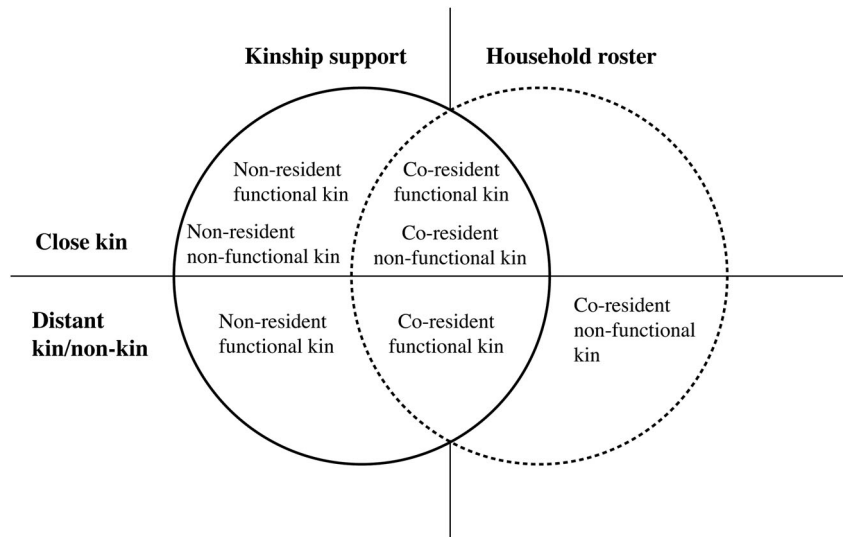 Kinship support
Household roster
Non-resident
functional kin
Co-resident
functional kin
Close kin
Non-resident
non-functional kin
Co-resident
non-functional kin
Distant
kin/non-kin
Non-resident
functional kin
Co-resident
functional kin
Co-resident
non-functional
kin